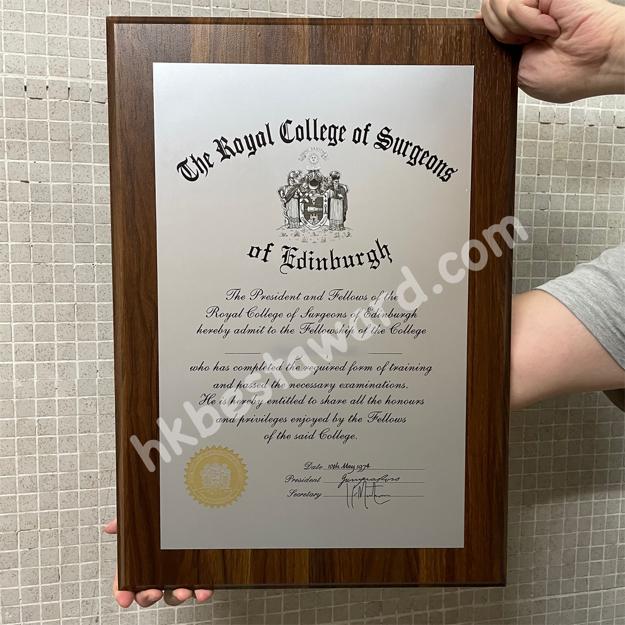 The Royal College of Surgeons
of Edinburgh
The President and Fellows of the
Royal College of Surgeons of Edinburgh
hereby admit to the Fellowship of the College
who has completed the required form of training
and passed the necessary examinations.
He is hereby entitled to share all the honours
and privileges enjoyed by the Fellows
of the said College.
Date 10th May 1974
President
Secretary
hkbestaward.com